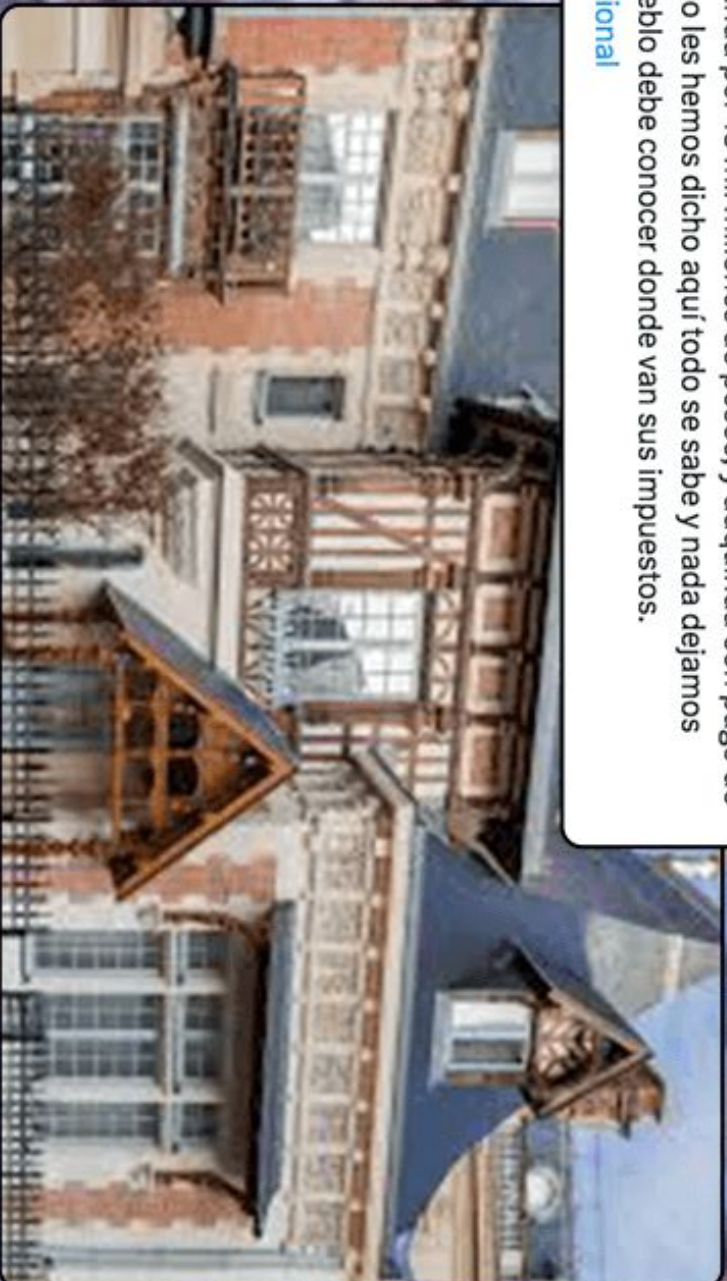 o les hemos dicho aquí todo se sabe y nada dejamos
eblo debe conocer donde van sus impuestos.
ional